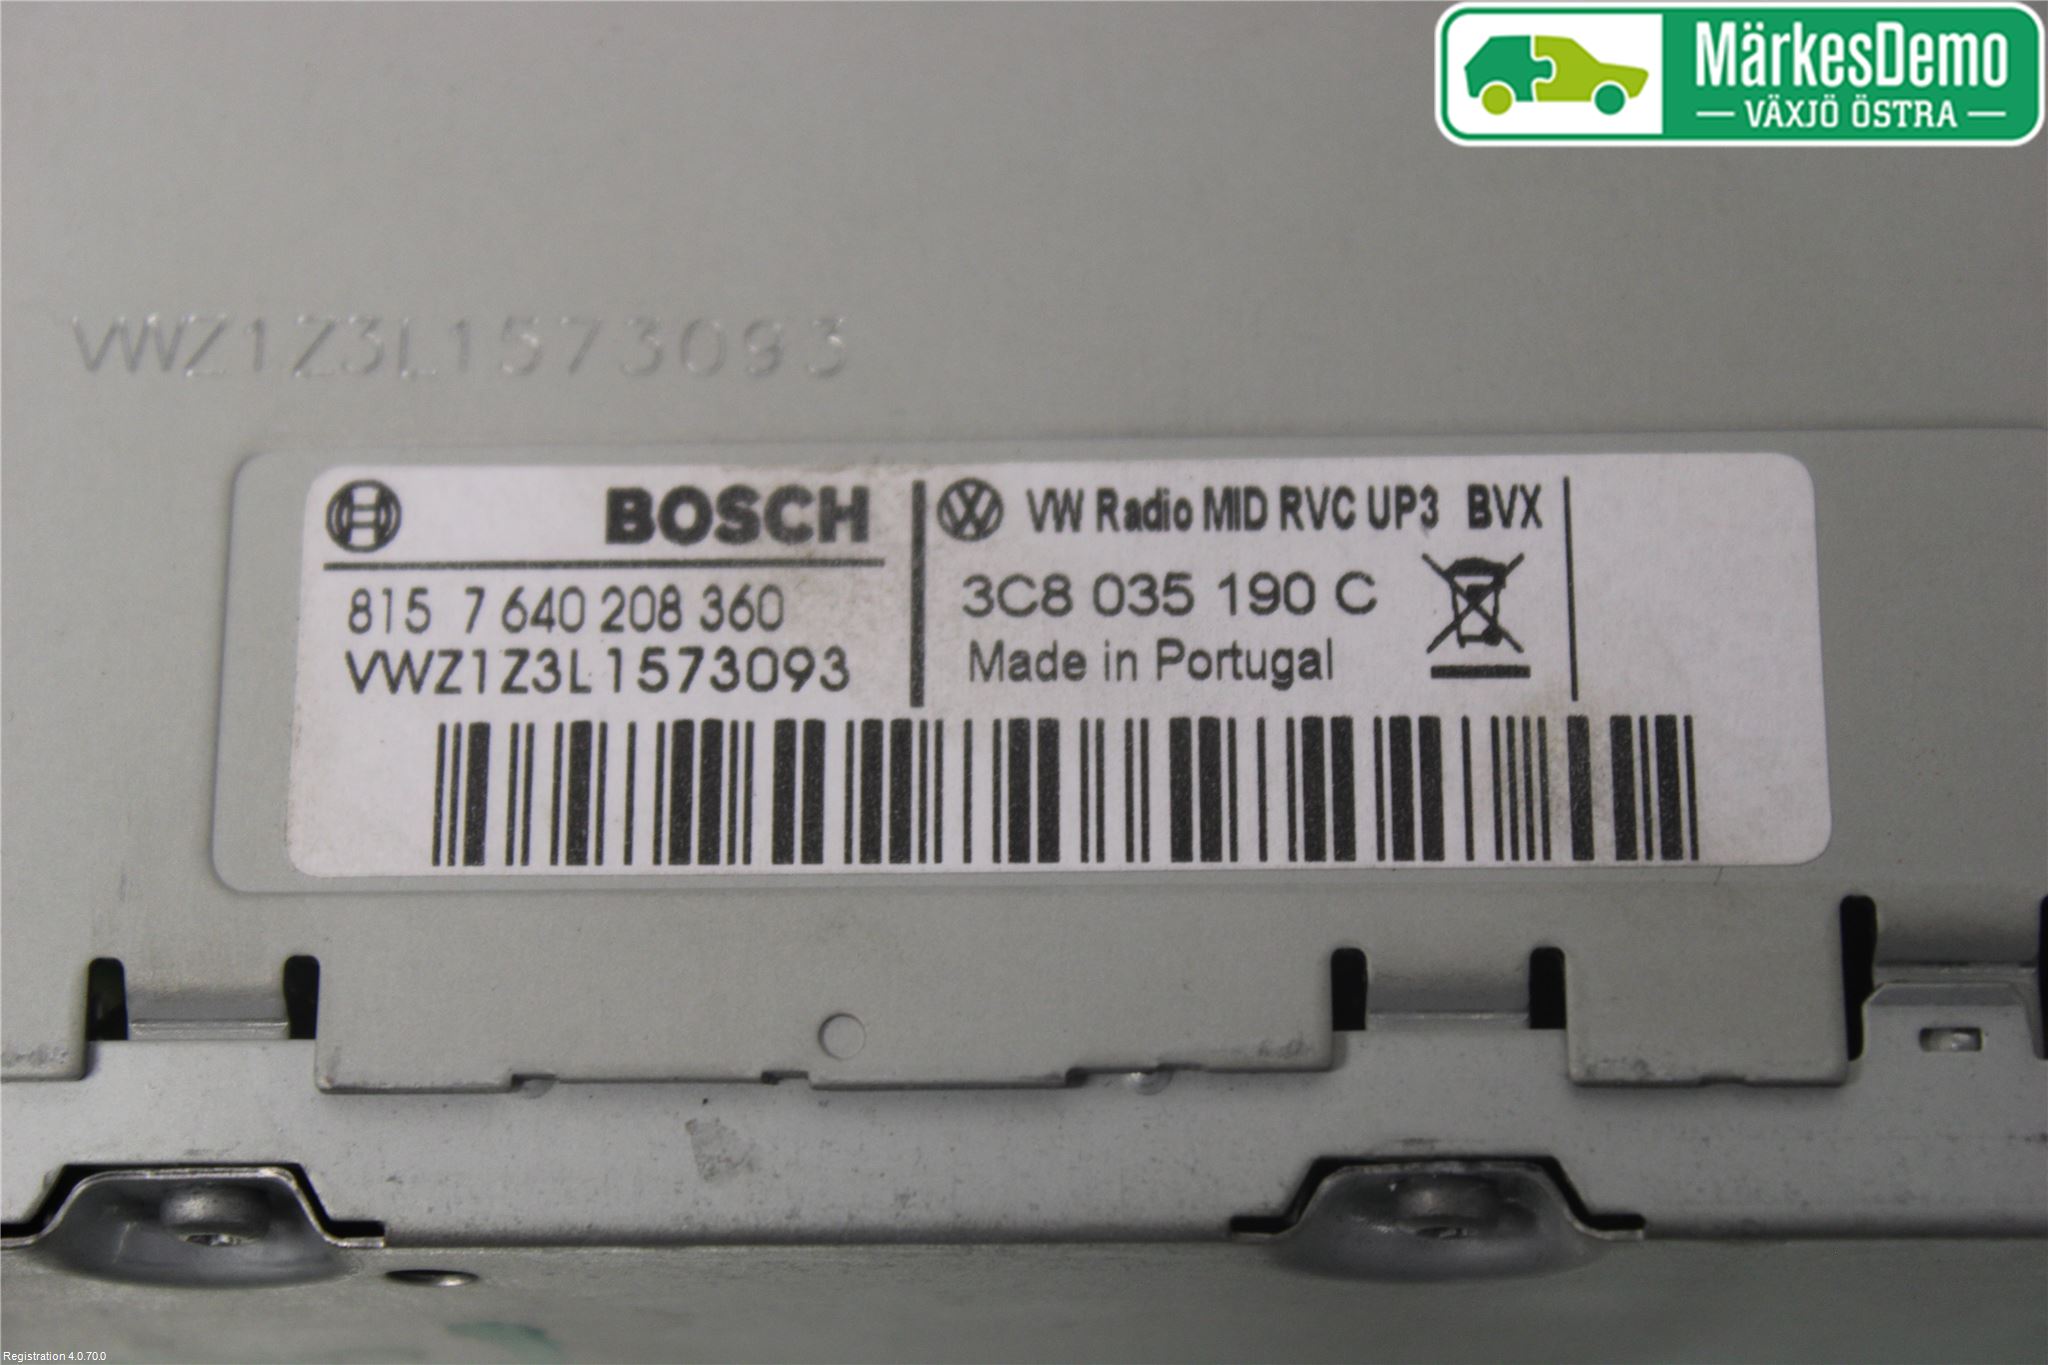 MärkesDemo
VÄXJÖ ÖSTRA
VWZ1Z3L1573093
BOSCH
815 7 640 208 360
VWZ1Z3L1573093
VW Radio MID RVC UP3 BVX
3C8 035 190 C
Made in Portugal
Registration 4.0.70.0